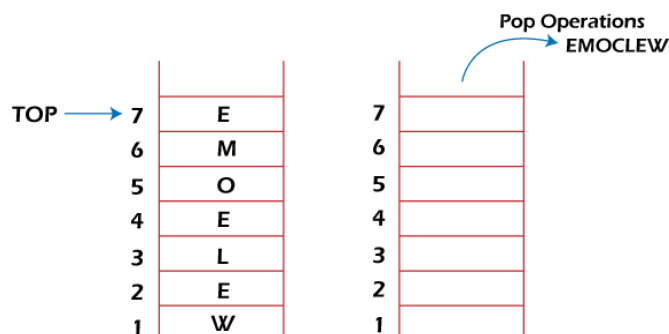 Pop Operations
EMOCLEW
TOP 7 E 7
6 M 6
5 O 5
4 E 4
3 L 3
2 E 2
1 W 1